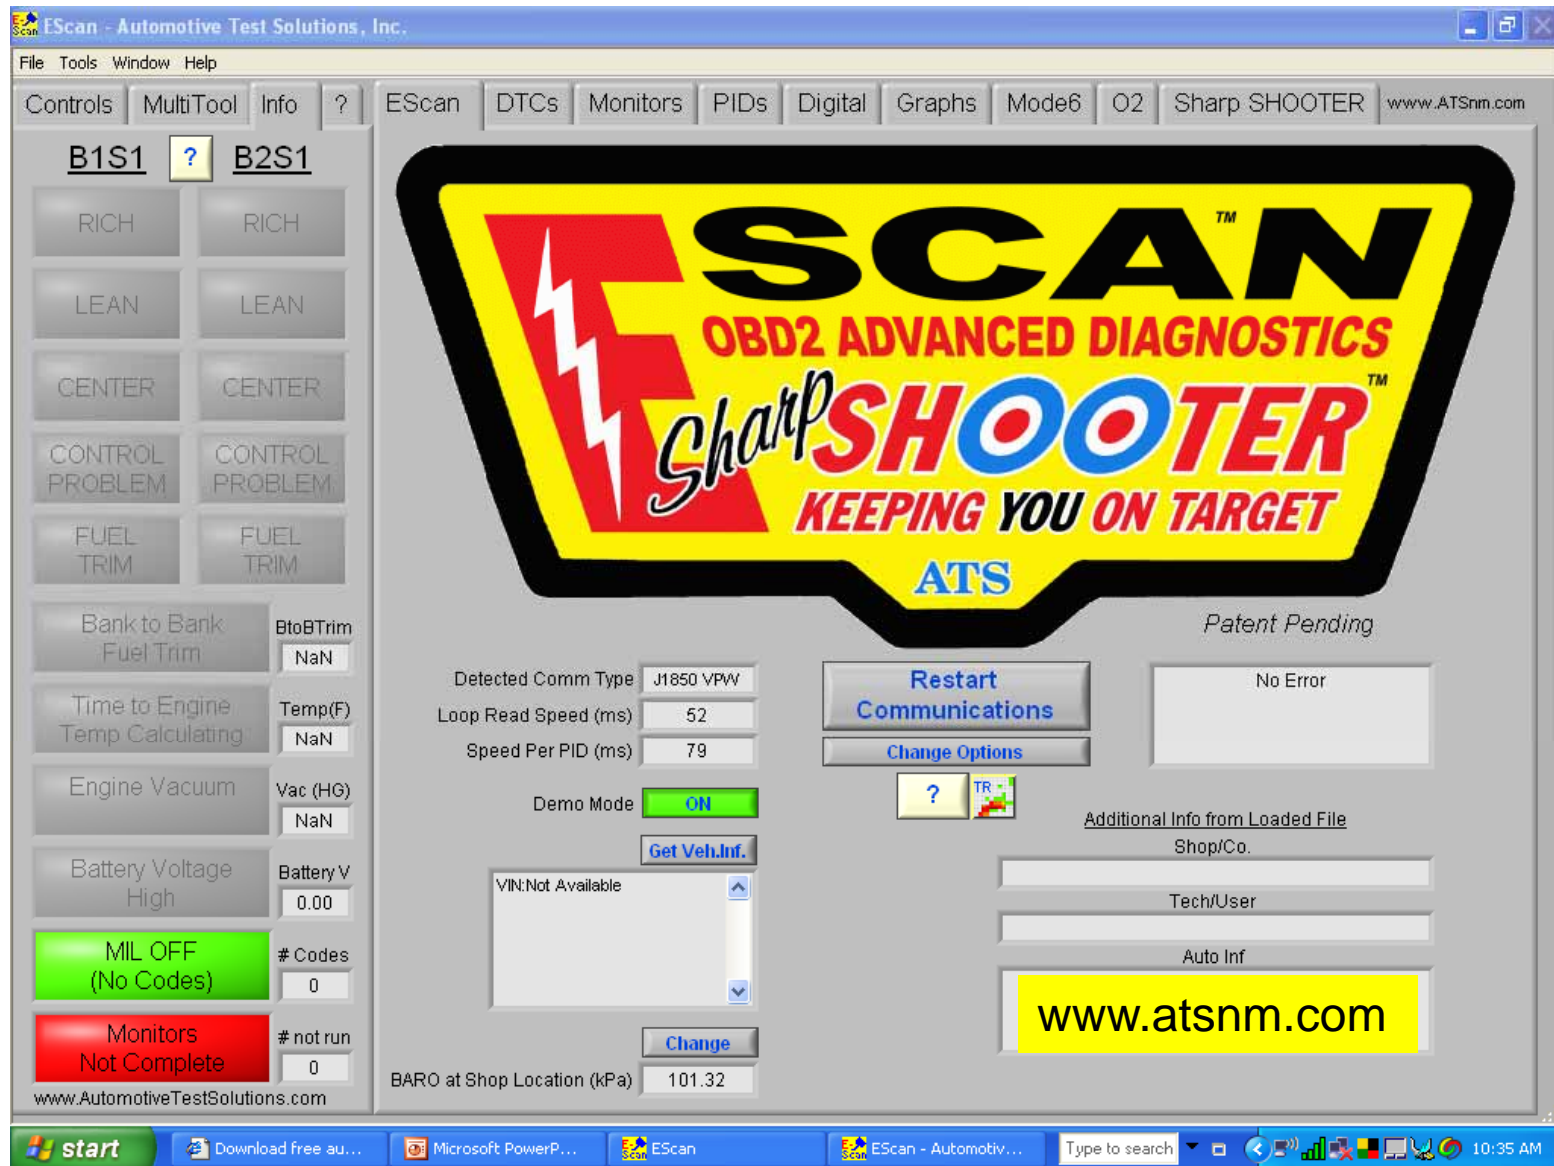 EScan - Automotive Test Solutions, Inc.
File Tools Window Help
Controls MultiTool Info ?
EScan DTCs Monitors PIDs Digital Graphs Mode6 O2 Sharp SHOOTER www.ATSnm.com
B1S1 ? B2S1
RICH RICH
LEAN LEAN
CENTER CENTER
CONTROL PROBLEM CONTROL PROBLEM
FUEL TRIM FUEL TRIM
Bank to Bank Fuel Trim
BtoBTrim
NaN
Time to Engine Temp Calculating
Temp(F)
NaN
Engine Vacuum
Vac (HG)
NaN
Battery Voltage High
Battery V
0.00
MIL OFF
(No Codes)
# Codes
0
Monitors
Not Complete
# not run
0
www.AutomotiveTestSolutions.com
ESCAN™
OBD2 ADVANCED DIAGNOSTICS
Sharp SHOOTER™
KEEPING YOU ON TARGET
ATS
Patent Pending
Detected Comm Type J1850 VPW
Loop Read Speed (ms) 52
Speed Per PID (ms) 79
Demo Mode ON
Get Veh.Inf.
VIN:Not Available
Change
BARO at Shop Location (kPa) 101.32
Restart
Communications
Change Options
? TR
No Error
Additional Info from Loaded File
Shop/Co.
Tech/User
Auto Inf
www.atsnm.com
start Download free au... Microsoft PowerP... EScan EScan - Automotiv... Type to search 10:35 AM